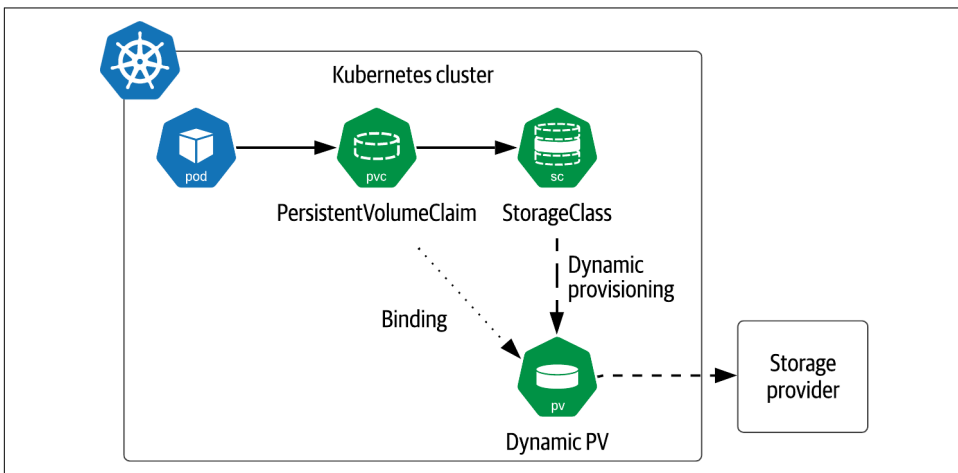 Kubernetes cluster
pod
pvc
sc
PersistentVolumeClaim
StorageClass
Dynamic
provisioning
Binding
Storage
provider
pv
Dynamic PV